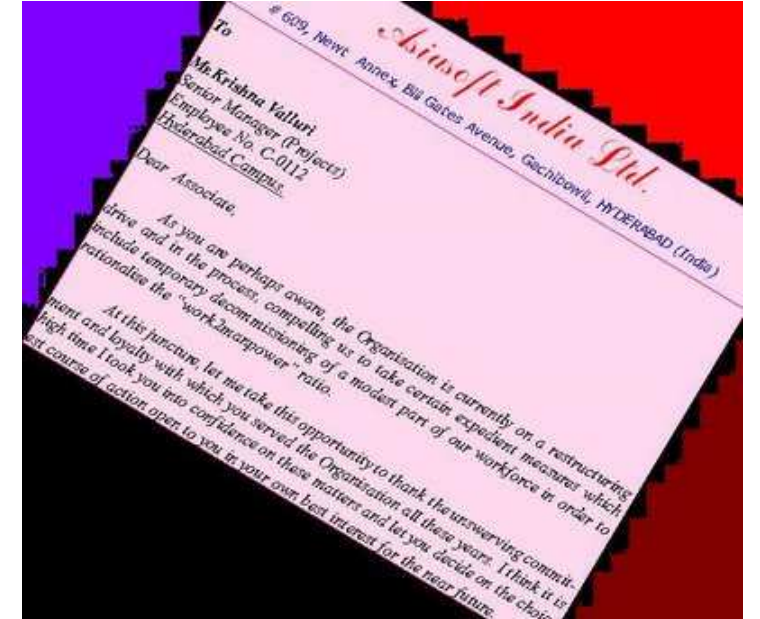 Asiasoft India Ltd.
# 609, Newt Annex, Bill Gates Avenue, Gachibowli, HYDERABAD (India)
To
Mr. Krishna Valluri
Senior Manager (Projects)
Employee No. C-0112
Hyderabad Campus.
Dear Associate,
As you are perhaps aware, the Organisation is currently on a restructuring
drive and in the process, compelling us to take certain expedient measures which
include temporary decommissioning of a modest part of our workforce in order to
rationalise the "work2manpower" ratio.
At this juncture, let me take this opportunity to thank the unswerving commit-
ment and loyalty with which you served the Organisation all these years. I think it is
high time I took you into confidence on these matters and let you decide on the choic
est course of action open to you in your own best interest for the near future.